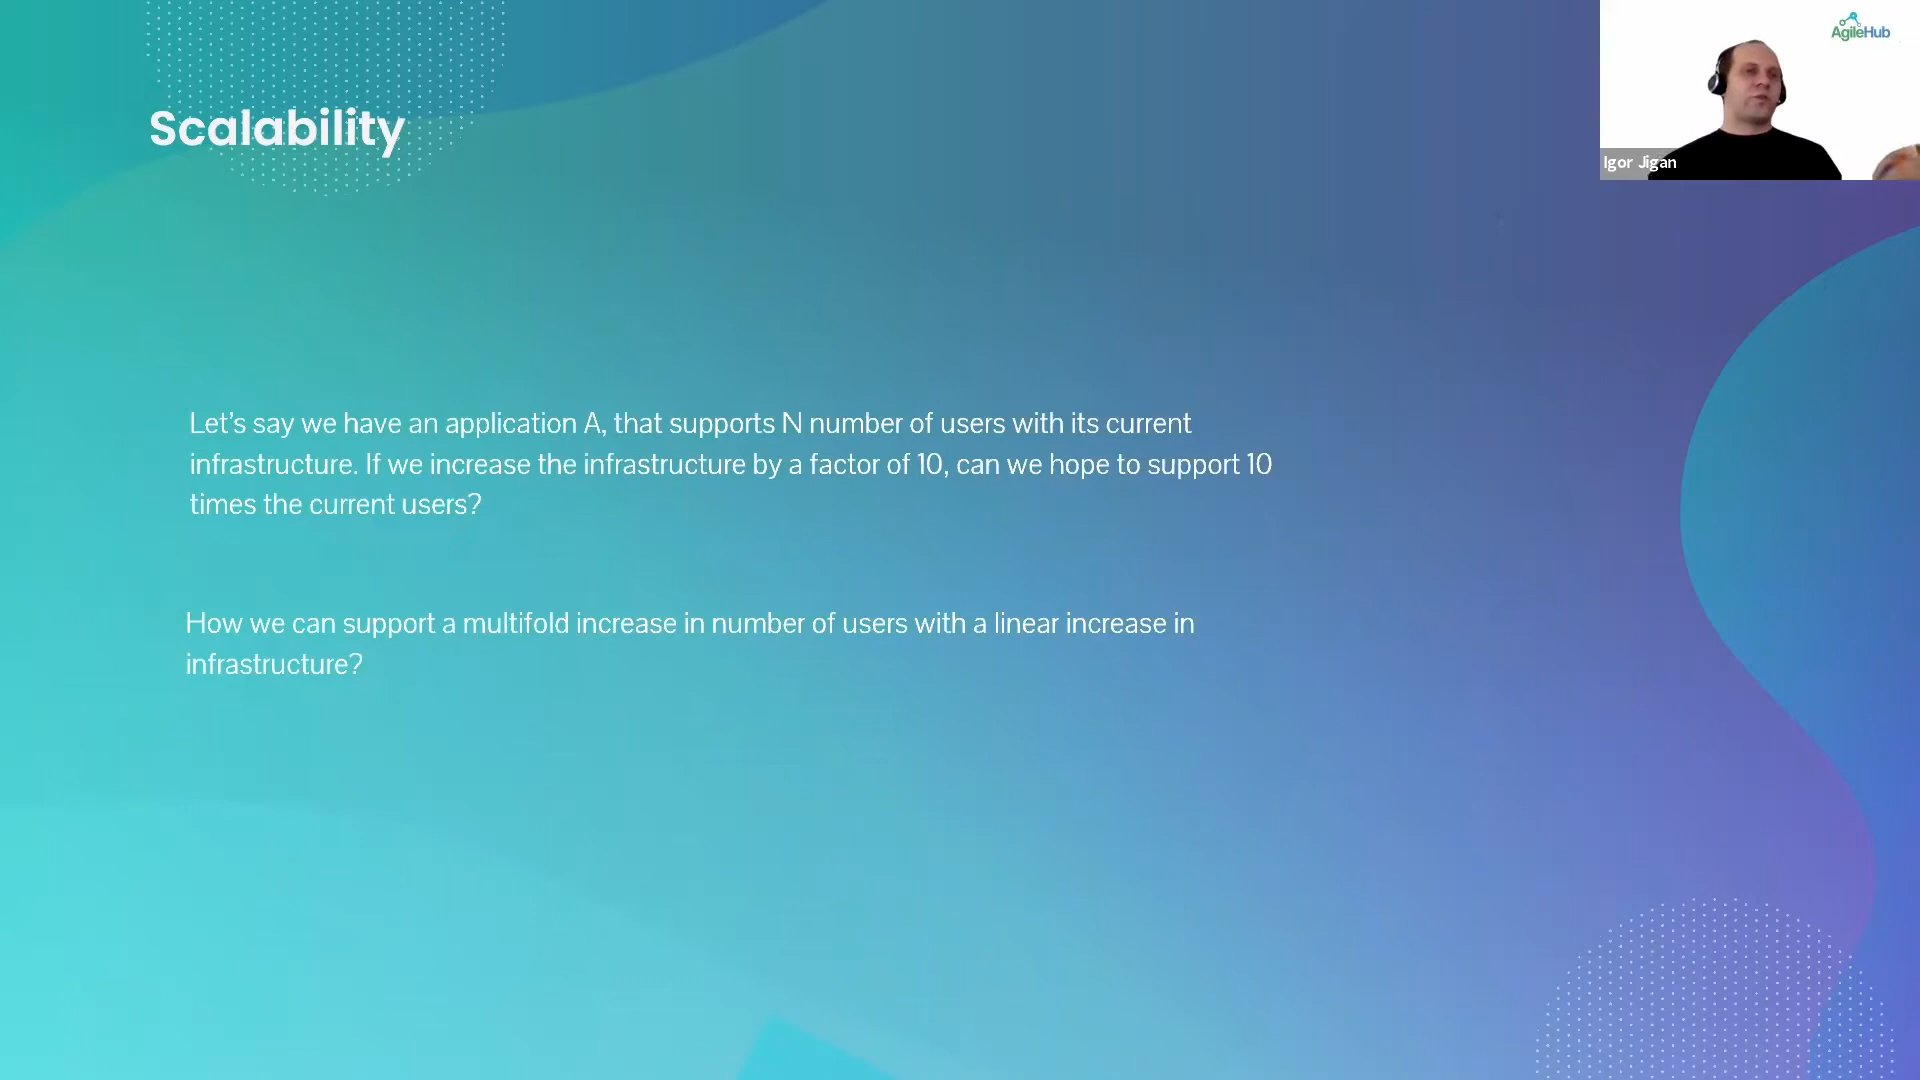 AgileHub
Scalability
Igor Jigan
Let’s say we have an application A, that supports N number of users with its current
infrastructure. If we increase the infrastructure by a factor of 10, can we hope to support 10
times the current users?
How we can support a multifold increase in number of users with a linear increase in
infrastructure?